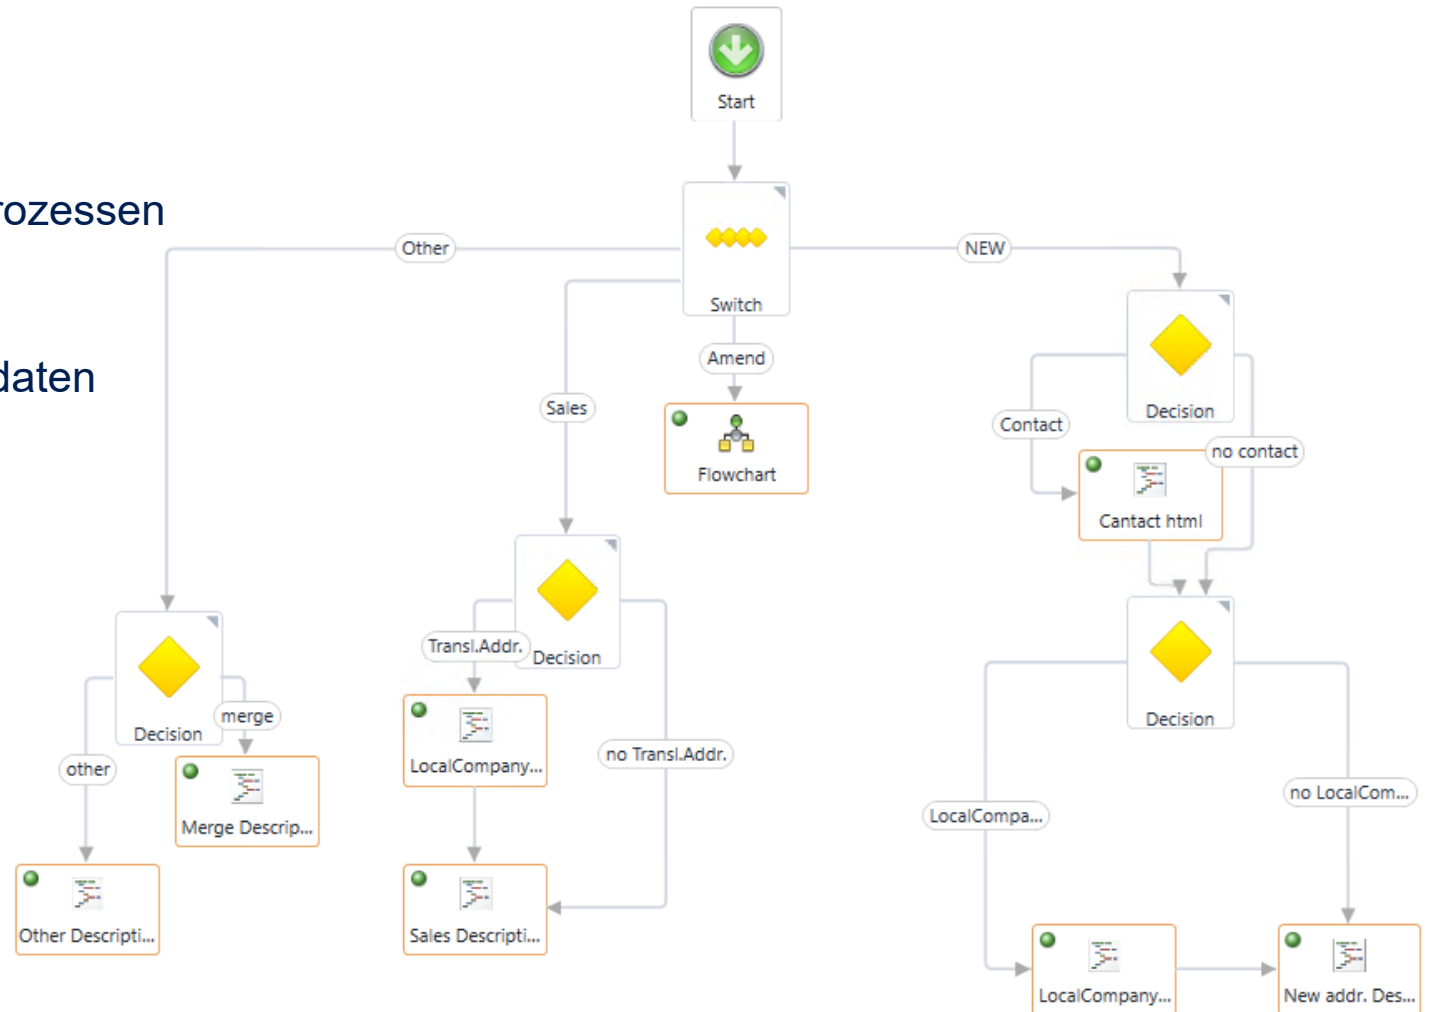 Start
rozessen
Other
NEW
Switch
Amend
daten
Sales
Decision
Contact
no contact
Flowchart
Cantact html
Transl.Addr.
Decision
merge
Decision
Decision
no Transl.Addr.
other
LocalCompany...
no LocalCom...
LocalCompa...
Merge Descrip...
Other Descripti...
Sales Descripti...
LocalCompany...
New addr. Des...